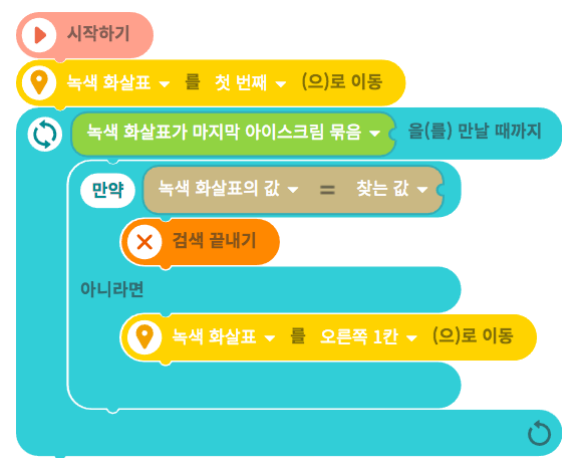 시작하기
녹색 화살표 를 첫 번째 (으)로 이동
녹색 화살표가 마지막 아이스크림 묶음 을(를) 만날 때까지
만약 녹색 화살표의 값 = 찾는 값
검색 끝내기
아니라면
녹색 화살표 를 오른쪽 1칸 (으)로 이동